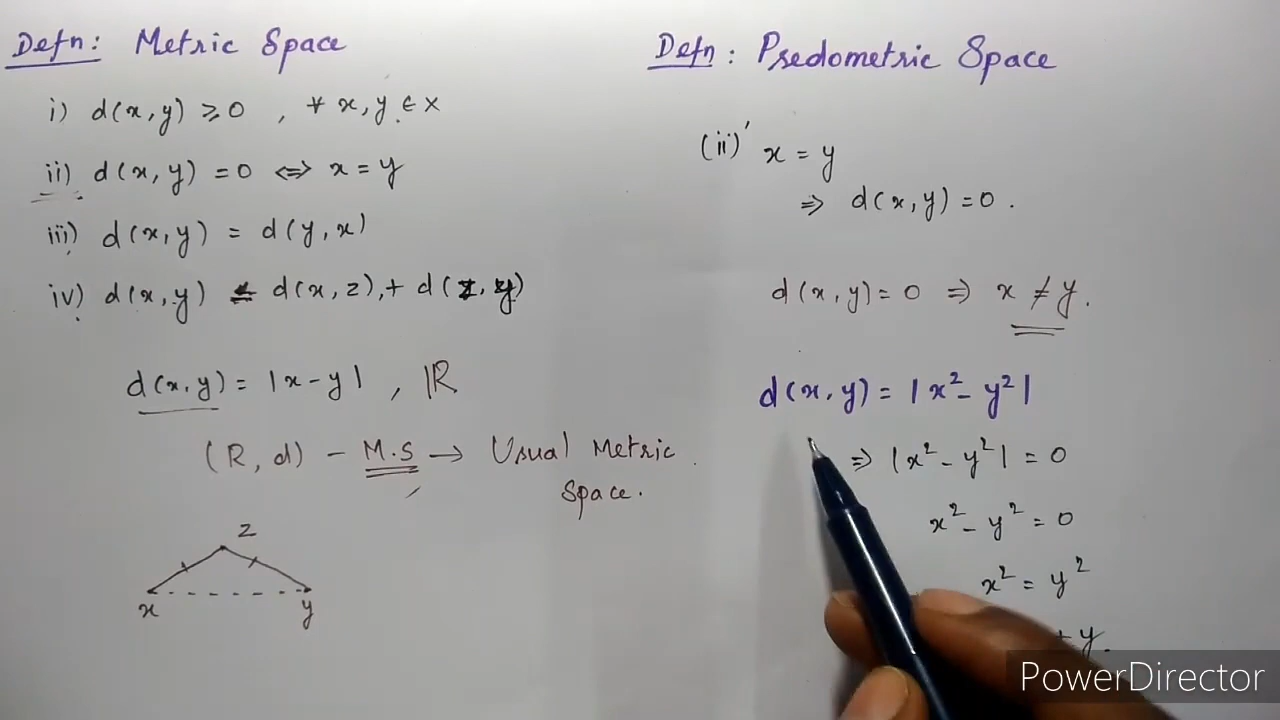 Defn: Metric Space
i) d(x,y) ⩾ 0 , ∀ x, y ∈ X
ii) d(x,y) = 0 ⟺ x = y
iii) d(x,y) = d(y,x)
iv) d(x,y) ≤ d(x,z) + d(z,y)
d(x,y) = |x-y| , ℝ
(R, d) - M.S → Usual Metric
Space.
z
x y
Defn: Psedometric Space
(ii)' x = y
⇒ d(x,y) = 0 .
d(x,y) = 0 ⇒ x ≠ y .
d(x,y) = |x² - y²|
⇒ |x² - y²| = 0
x² - y² = 0
x² = y²
y.
PowerDirector